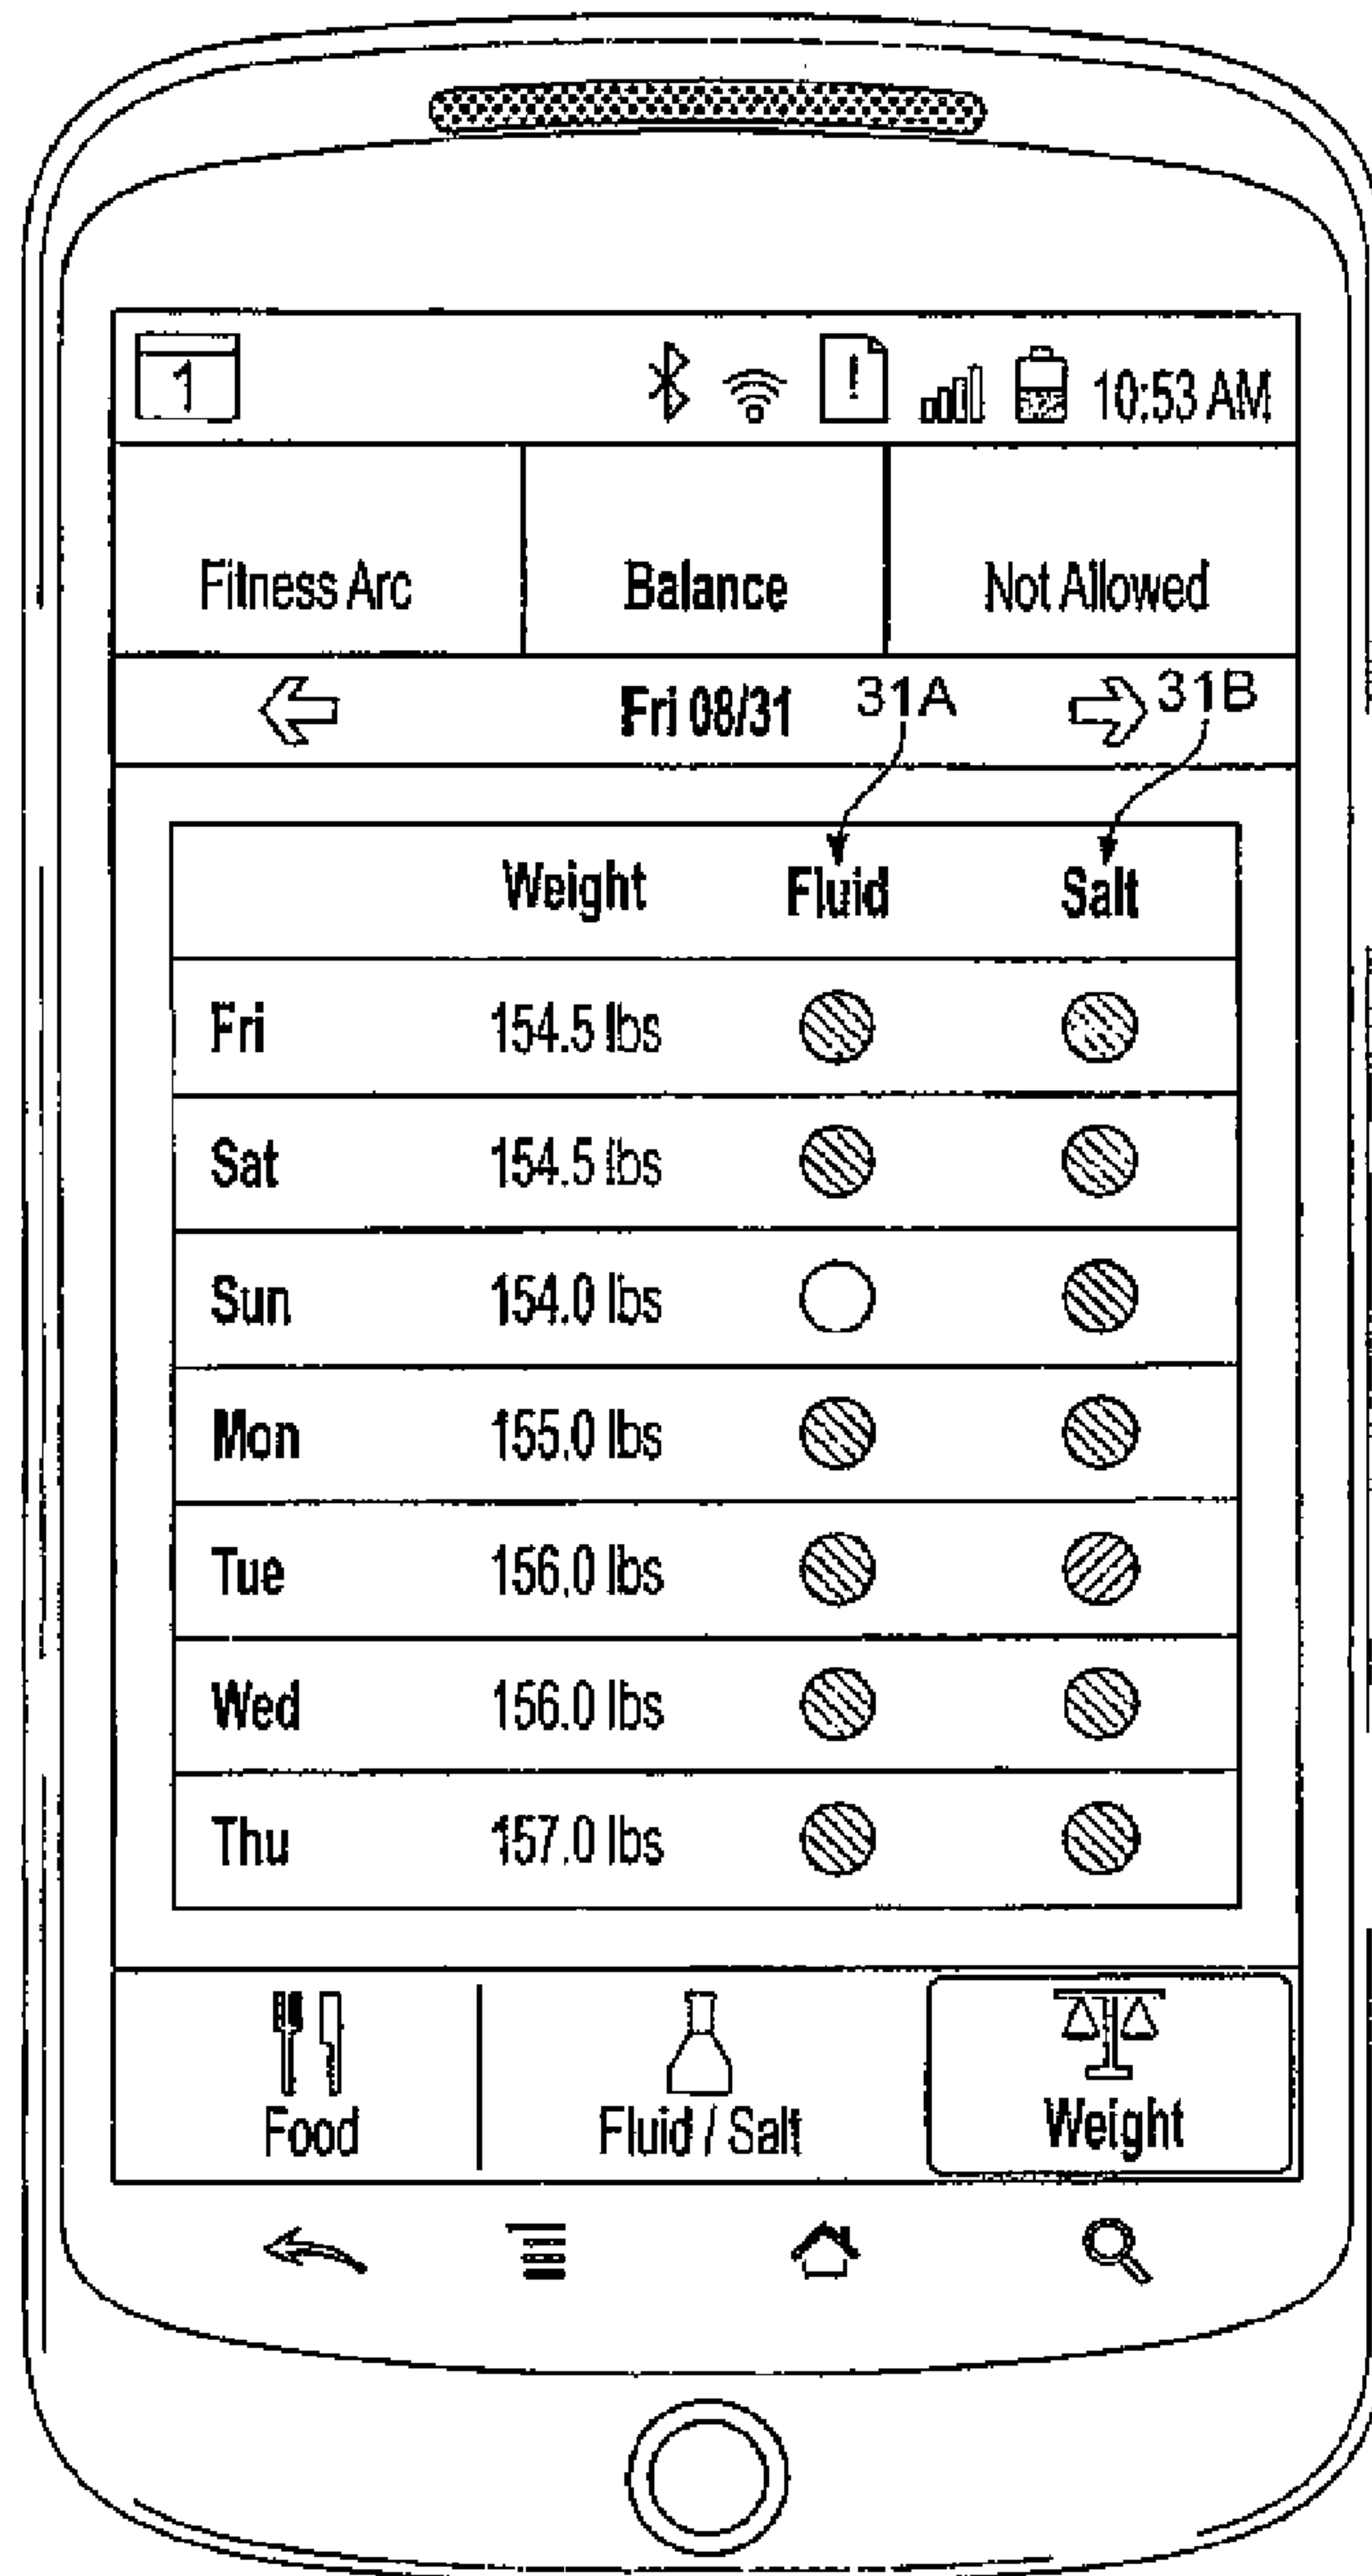 1 ! 10:53 AM
Fitness Arc Balance Not Allowed
Fri 08/31 31A 31B
Weight Fluid Salt
Fri 154.5 lbs
Sat 154.5 lbs
Sun 154.0 lbs
Mon 155.0 lbs
Tue 156.0 lbs
Wed 156.0 lbs
Thu 157.0 lbs
Food Fluid / Salt Weight